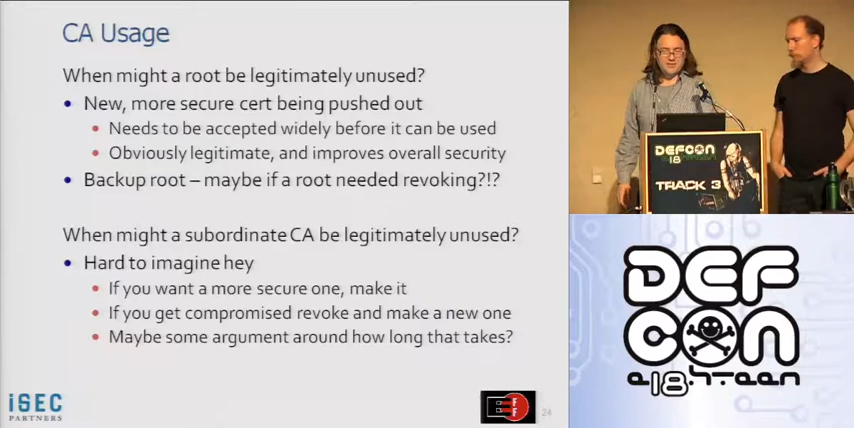 CA Usage
When might a root be legitimately unused?
New, more secure cert being pushed out
Needs to be accepted widely before it can be used
Obviously legitimate, and improves overall security
Backup root – maybe if a root needed revoking?!?
When might a subordinate CA be legitimately unused?
Hard to imagine hey
If you want a more secure one, make it
If you get compromised revoke and make a new one
Maybe some argument around how long that takes?
iSEC
PARTNERS
EFF
24
DEFCON
18
TRACK 3
DEF
CON
e18hteen